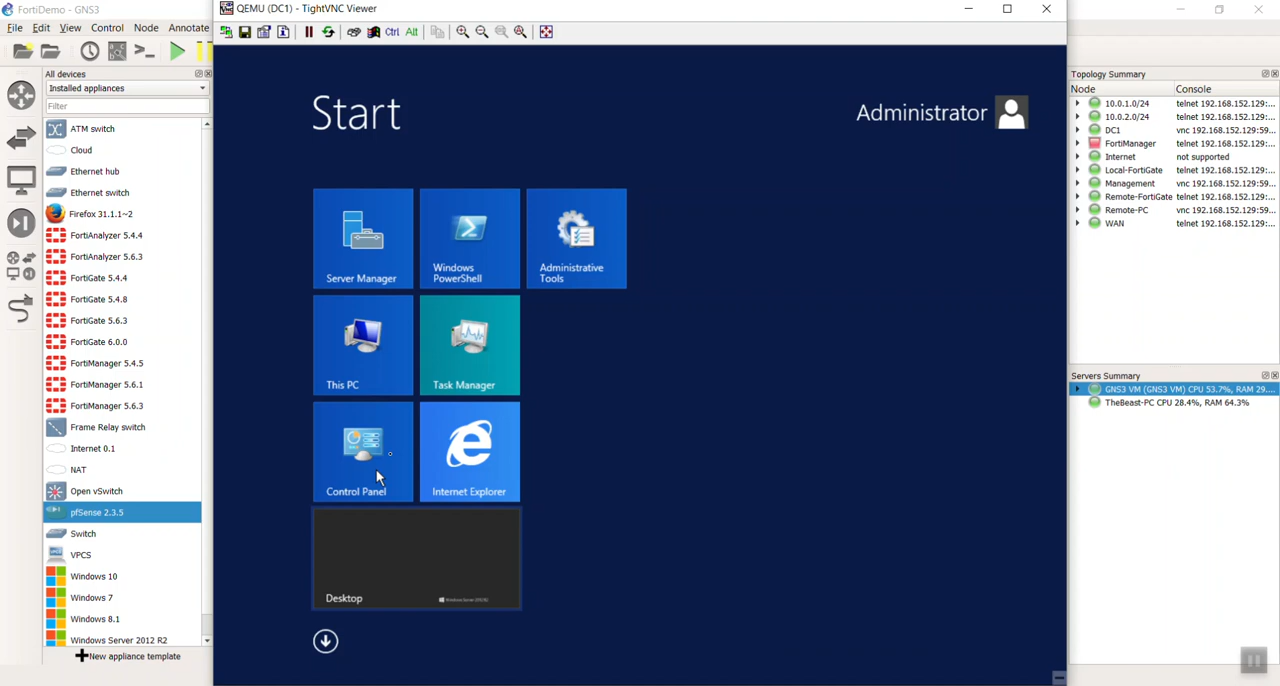 FortiDemo - GNS3
File Edit View Control Node Annotate
All devices
Installed appliances
Filter
ATM switch
Cloud
Ethernet hub
Ethernet switch
Firefox 31.1.1~2
FortiAnalyzer 5.4.4
FortiAnalyzer 5.6.3
FortiGate 5.4.4
FortiGate 5.4.8
FortiGate 5.6.3
FortiGate 6.0.0
FortiManager 5.4.5
FortiManager 5.6.1
FortiManager 5.6.3
Frame Relay switch
Internet 0.1
NAT
Open vSwitch
pfSense 2.3.5
Switch
VPCS
Windows 10
Windows 7
Windows 8.1
Windows Server 2012 R2
New appliance template
QEMU (DC1) - TightVNC Viewer
Ctrl Alt
Start
Administrator
Server Manager
Windows PowerShell
Administrative Tools
This PC
Task Manager
Control Panel
Internet Explorer
Desktop
Topology Summary
Node Console
10.0.1.0/24 telnet 192.168.152.129:...
10.0.2.0/24 telnet 192.168.152.129:...
DC1 vnc 192.168.152.129:59...
FortiManager telnet 192.168.152.129:...
Internet not supported
Local-FortiGate telnet 192.168.152.129:...
Management vnc 192.168.152.129:59...
Remote-FortiGate telnet 192.168.152.129:...
Remote-PC vnc 192.168.152.129:59...
WAN telnet 192.168.152.129:...
Servers Summary
GNS3 VM (GNS3 VM) CPU 53.7%, RAM 29....
TheBeast-PC CPU 28.4%, RAM 64.3%